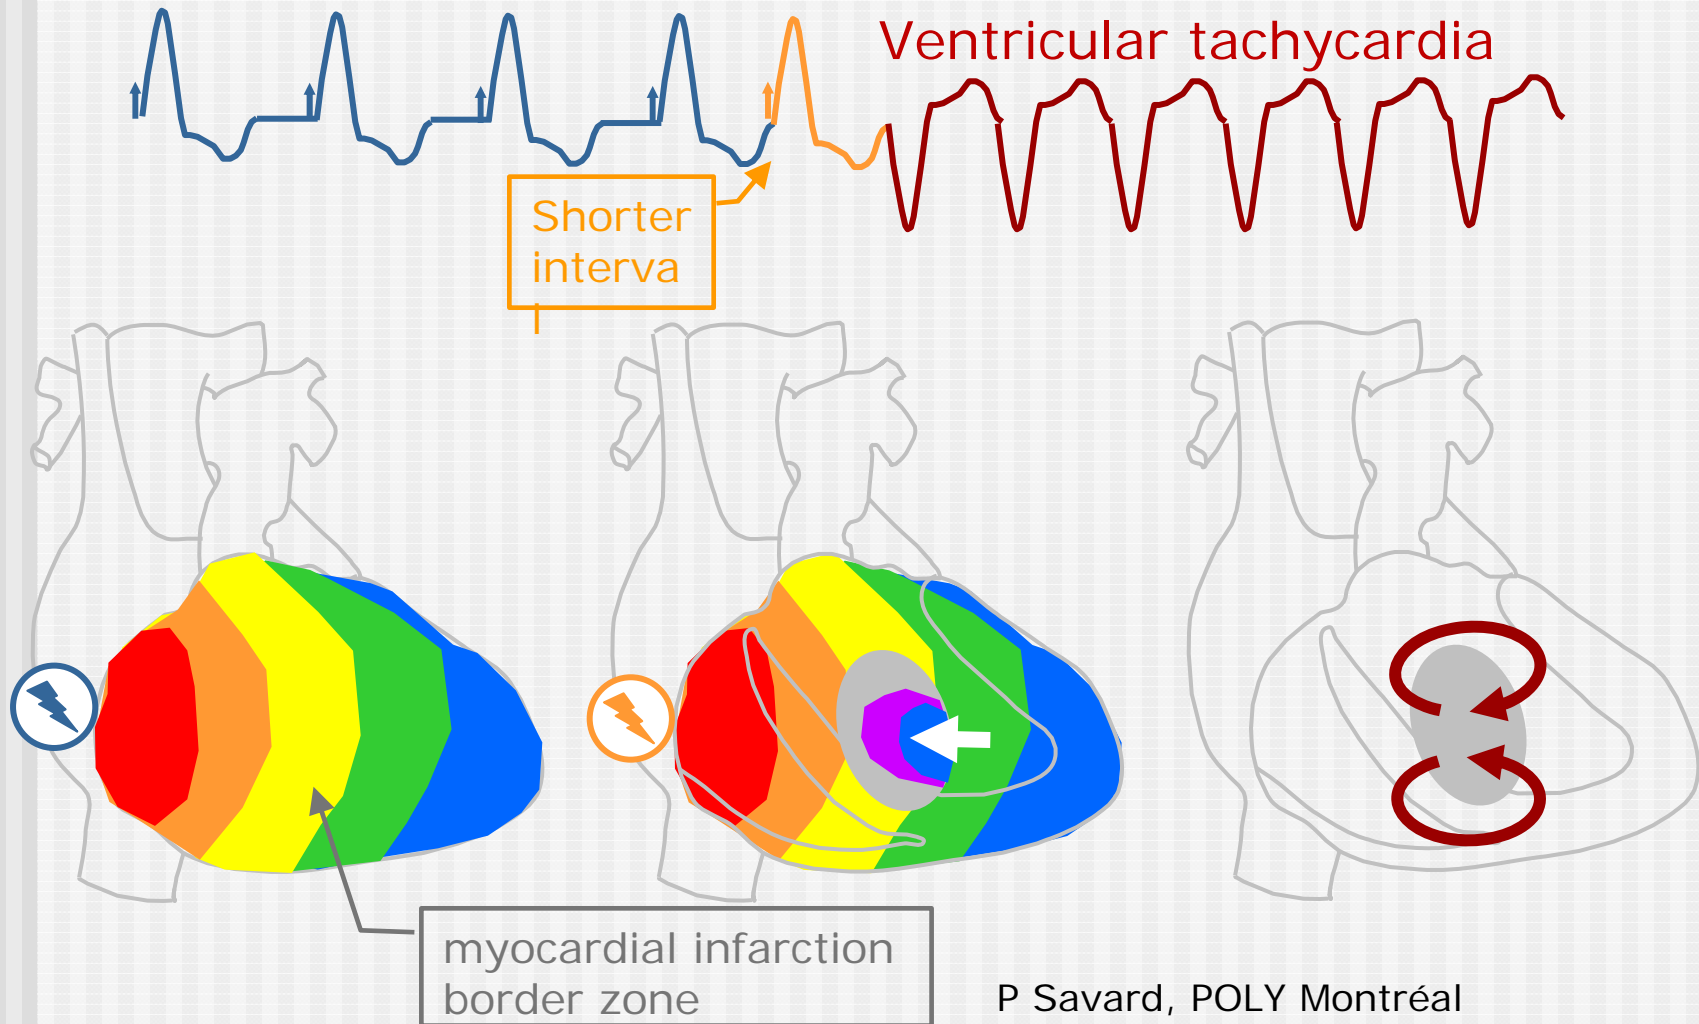 Ventricular tachycardia
Shorter
interva
l
myocardial infarction
border zone
P Savard, POLY Montréal